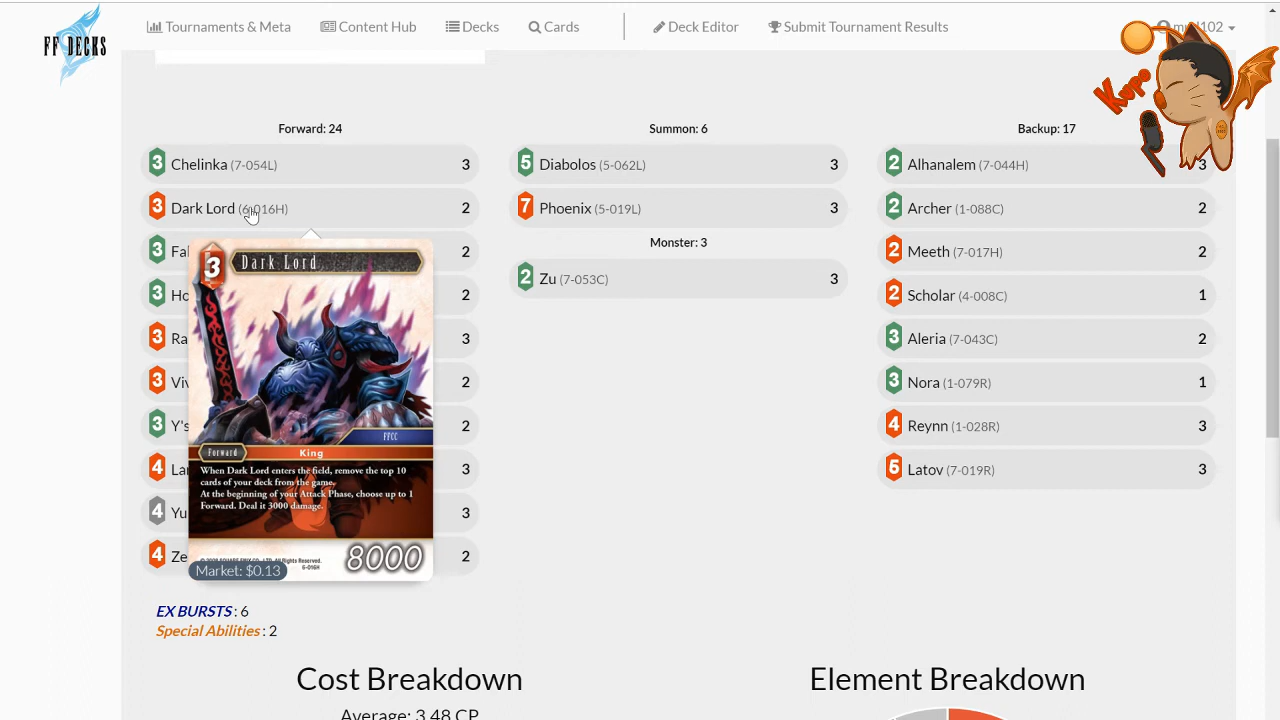 FF DECKS
Tournaments & Meta
Content Hub
Decks
Cards
Deck Editor
Submit Tournament Results
Kupo
Forward: 24
3 Chelinka (7-054L) 3
3 Dark Lord (6-016H) 2
3 Fa 2
3 Ho 2
3 Ra 3
3 Viv 2
3 Y's 2
4 La 3
4 Yu 3
4 Ze 2
3 Dark Lord
FFCC
Forward
King
When Dark Lord enters the field, remove the top 10
cards of your deck from the game.
At the beginning of your Attack Phase, choose up to 1
Forward. Deal it 3000 damage.
6-016H
8000
Market: $0.13
Summon: 6
5 Diabolos (5-062L) 3
7 Phoenix (5-019L) 3
Monster: 3
2 Zu (7-053C) 3
Backup: 17
2 Alhanalem (7-044H) 3
2 Archer (1-088C) 2
2 Meeth (7-017H) 2
2 Scholar (4-008C) 1
3 Aleria (7-043C) 2
3 Nora (1-079R) 1
4 Reynn (1-028R) 3
6 Latov (7-019R) 3
EX BURSTS : 6
Special Abilities : 2
Cost Breakdown
Average: 3.48 CP
Element Breakdown